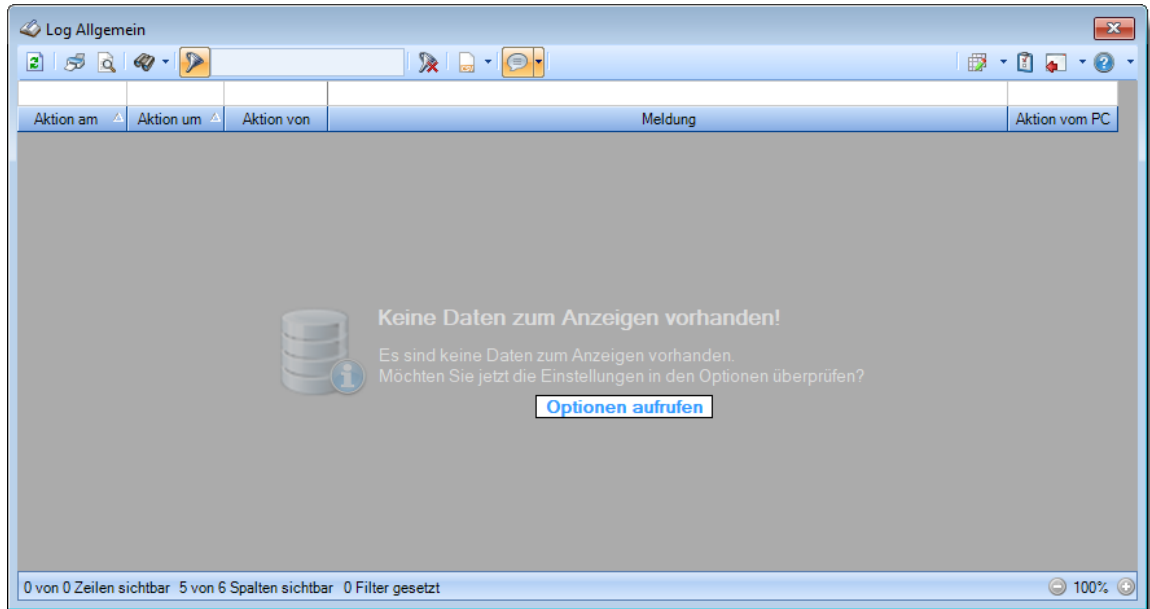 Log Allgemein
Aktion am Aktion um Aktion von Meldung Aktion vom PC
Keine Daten zum Anzeigen vorhanden!
Es sind keine Daten zum Anzeigen vorhanden.
Möchten Sie jetzt die Einstellungen in den Optionen überprüfen?
Optionen aufrufen
0 von 0 Zeilen sichtbar 5 von 6 Spalten sichtbar 0 Filter gesetzt 100%